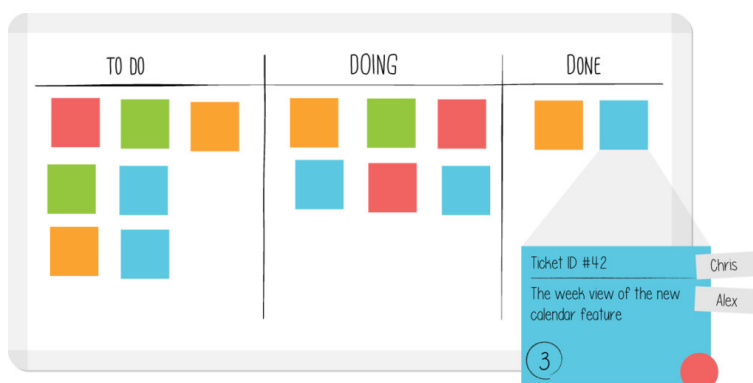 TO DO
DOING
DONE
Ticket ID #42
Chris
The week view of the new
calendar feature
Alex
3